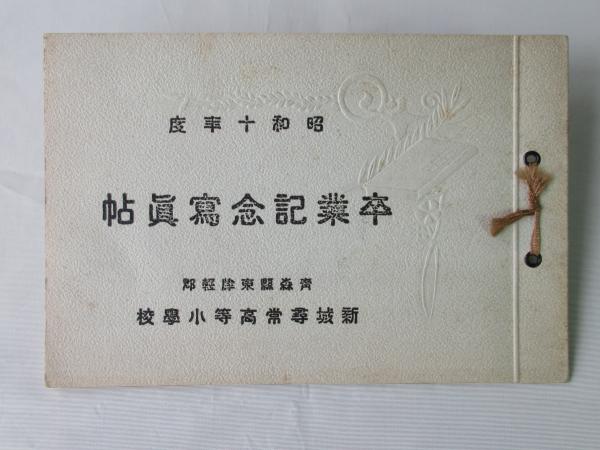 昭和十年度
卒業記念寫眞帖
靑森縣東津輕郡
新城尋常高等小學校